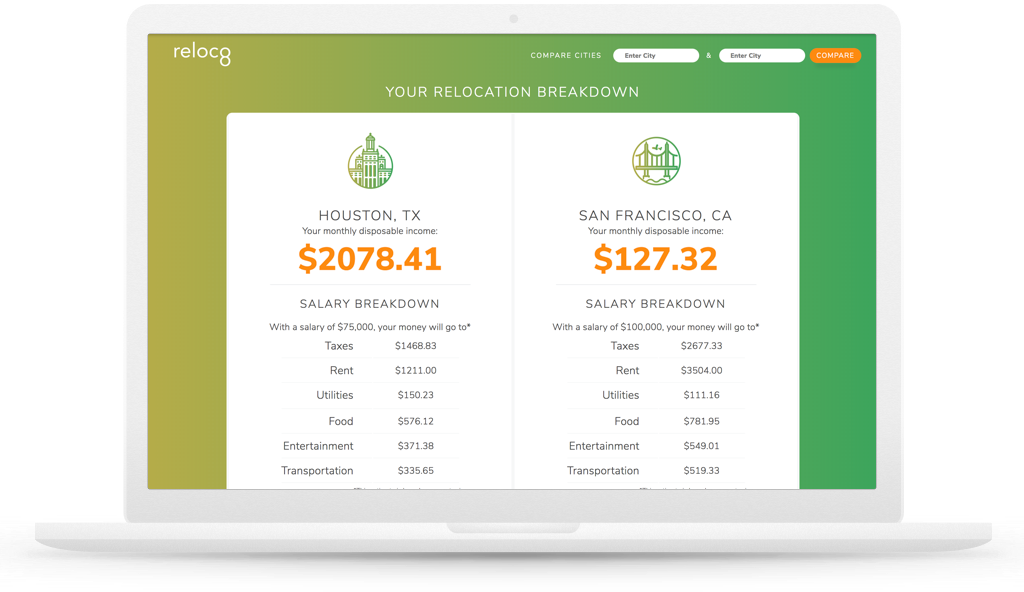 reloc8
COMPARE CITIES Enter City & Enter City COMPARE
YOUR RELOCATION BREAKDOWN
HOUSTON, TX
Your monthly disposable income:
$2078.41
SALARY BREAKDOWN
With a salary of $75,000, your money will go to*
Taxes $1468.83
Rent $1211.00
Utilities $150.23
Food $576.12
Entertainment $371.38
Transportation $335.65
SAN FRANCISCO, CA
Your monthly disposable income:
$127.32
SALARY BREAKDOWN
With a salary of $100,000, your money will go to*
Taxes $2677.33
Rent $3504.00
Utilities $111.16
Food $781.95
Entertainment $549.01
Transportation $519.33